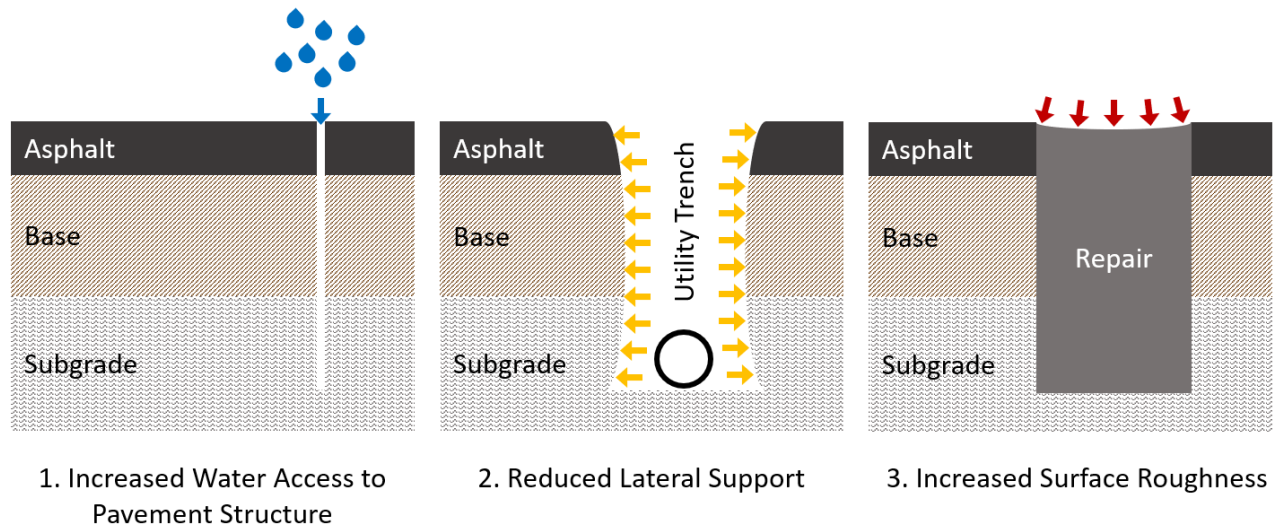 Asphalt
Base
Subgrade
1. Increased Water Access to
Pavement Structure
Asphalt
Base
Subgrade
Utility Trench
2. Reduced Lateral Support
Asphalt
Base
Subgrade
Repair
3. Increased Surface Roughness